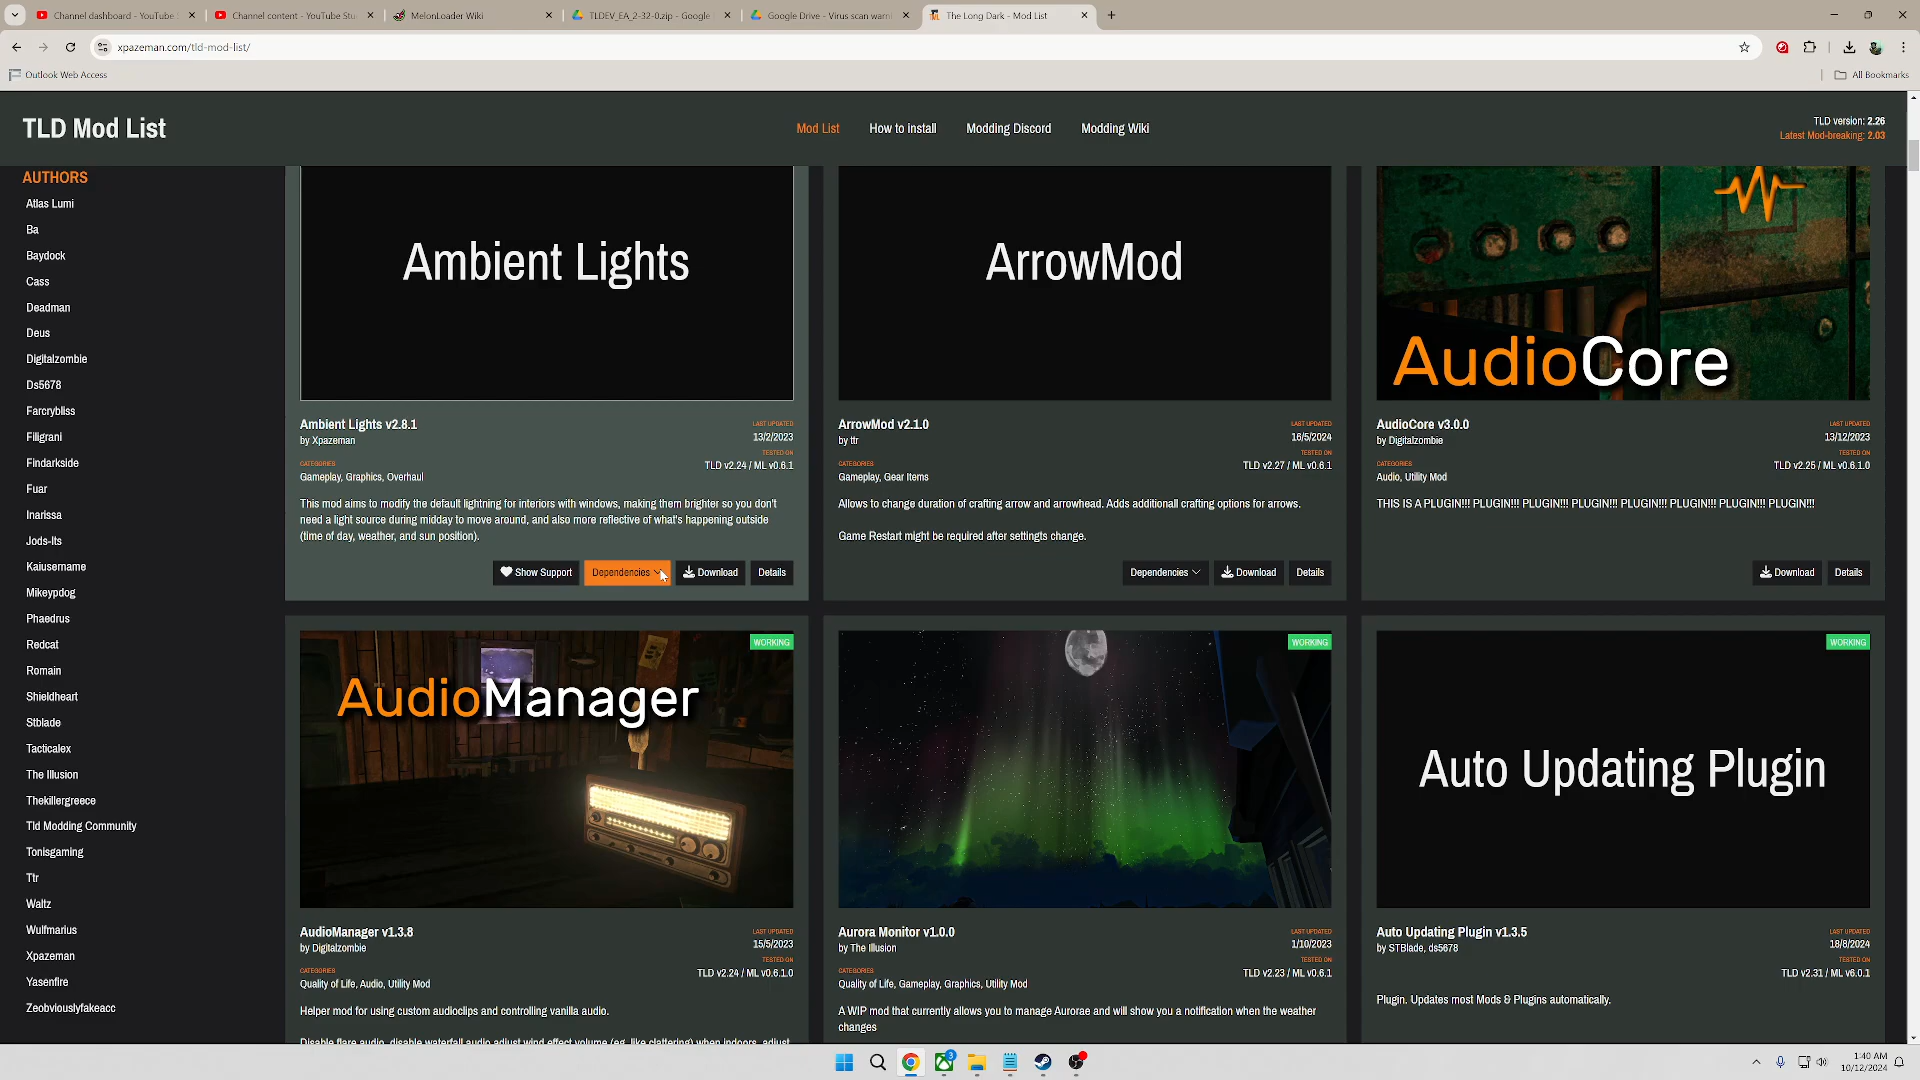 Channel dashboard - YouTube
Channel content - YouTube Stu
MelonLoader Wiki
TLDEV_EA_2-32-0.zip - Google
Google Drive - Virus scan warni
The Long Dark - Mod List
xpazeman.com/tld-mod-list/
Outlook Web Access
All Bookmarks
TLD Mod List
Mod List
How to install
Modding Discord
Modding Wiki
TLD version: 2.26
Latest Mod-breaking: 2.03
AUTHORS
Atlas Lumi
Ba
Baydock
Cass
Deadman
Deus
Digitalzombie
Ds5678
Farcrybliss
Filigrani
Findarkside
Fuar
Inarissa
Jods-Its
Kaiusername
Mikeypdog
Phaedrus
Redcat
Romain
Shieldheart
Stblade
Tacticalex
The Illusion
Thekillergreece
Tld Modding Community
Tonisgaming
Ttr
Waltz
Wulfmarius
Xpazeman
Yasenfire
Zeobviouslyfakeacc
Ambient Lights
Ambient Lights v2.8.1
by Xpazeman
LAST UPDATED
13/2/2023
TESTED ON
TLD v2.24 / ML v0.6.1
CATEGORIES
Gameplay, Graphics, Overhaul
This mod aims to modify the default lightning for interiors with windows, making them brighter so you don't
need a light source during midday to move around, and also more reflective of what's happening outside
(time of day, weather, and sun position).
Show Support
Dependencies
Download
Details
ArrowMod
ArrowMod v2.1.0
by ttr
LAST UPDATED
16/5/2024
TESTED ON
TLD v2.27 / ML v0.6.1
CATEGORIES
Gameplay, Gear Items
Allows to change duration of crafting arrow and arrowhead. Adds additionall crafting options for arrows.
Game Restart might be required after settingts change.
Dependencies
Download
Details
AudioCore
AudioCore v3.0.0
by Digitalzombie
LAST UPDATED
13/12/2023
TESTED ON
TLD v2.25 / ML v0.6.1.0
CATEGORIES
Audio, Utility Mod
THIS IS A PLUGIN!!! PLUGIN!!! PLUGIN!!! PLUGIN!!! PLUGIN!!! PLUGIN!!! PLUGIN!!! PLUGIN!!!
Download
Details
WORKING
AudioManager
AudioManager v1.3.8
by Digitalzombie
LAST UPDATED
15/5/2023
TESTED ON
TLD v2.24 / ML v0.6.1.0
CATEGORIES
Quality of Life, Audio, Utility Mod
Helper mod for using custom audioclips and controlling vanilla audio.
Disable flare audio, disable waterfall audio adjust wind effect volume (eg. like clattering) when indoors, adjust
WORKING
Aurora Monitor v1.0.0
by The Illusion
LAST UPDATED
1/10/2023
TESTED ON
TLD v2.23 / ML v0.6.1
CATEGORIES
Quality of Life, Gameplay, Graphics, Utility Mod
A WIP mod that currently allows you to manage Aurorae and will show you a notification when the weather
changes
WORKING
Auto Updating Plugin
Auto Updating Plugin v1.3.5
by STBlade, ds5678
LAST UPDATED
18/8/2024
TESTED ON
TLD v2.31 / ML v6.0.1
Plugin. Updates most Mods & Plugins automatically.
3
1:40 AM
10/12/2024